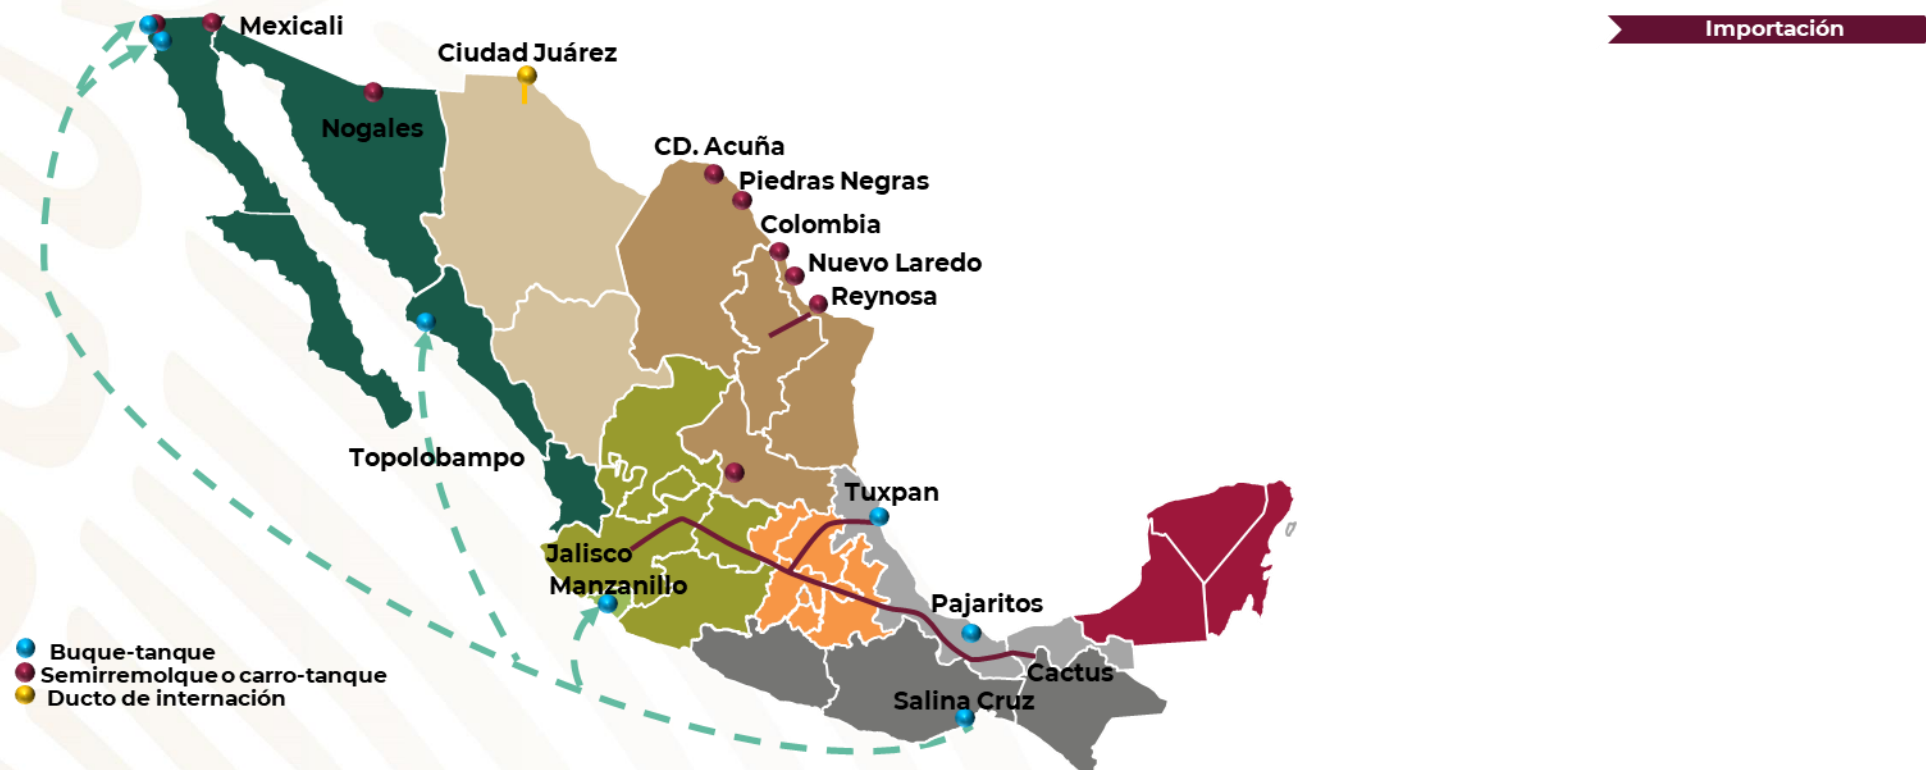 Importación
Mexicali
Ciudad Juárez
Nogales
CD. Acuña
Piedras Negras
Colombia
Nuevo Laredo
Reynosa
Topolobampo
Tuxpan
Jalisco
Manzanillo
Pajaritos
Cactus
Salina Cruz
Buque-tanque
Semirremolque o carro-tanque
Ducto de internación